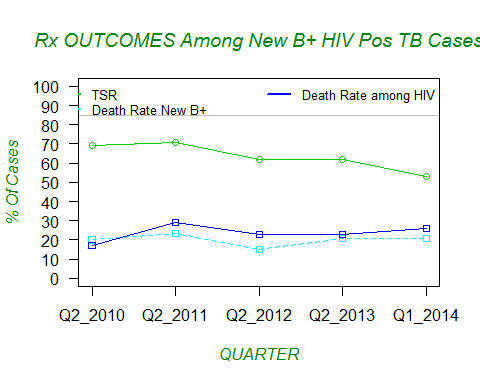 Rx OUTCOMES Among New B+ HIV Pos TB Cases
% Of Cases
100
90
80
70
60
50
40
30
20
10
0
TSR
Death Rate New B+
Death Rate among HIV
Q2_2010 Q2_2011 Q2_2012 Q2_2013 Q1_2014
QUARTER